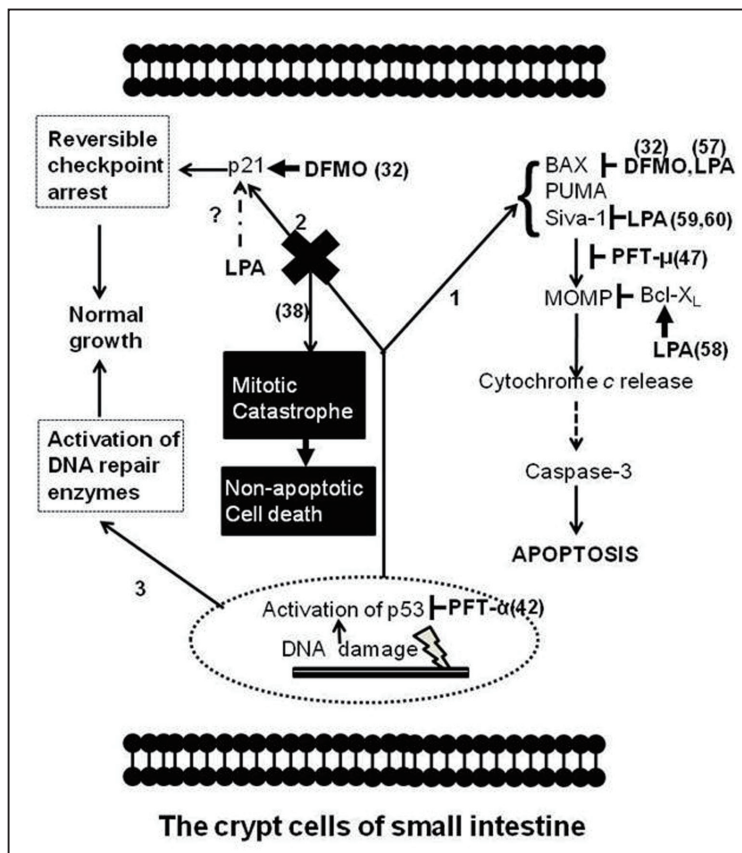 Reversible
checkpoint
arrest
p21
DFMO (32)
?
LPA
2
(38)
Mitotic
Catastrophe
Non-apoptotic
Cell death
Normal
growth
Activation of
DNA repair
enzymes
3
1
(32) (57)
BAX DFMO,LPA
PUMA
Siva-1 LPA (59,60)
PFT-μ(47)
MOMP Bcl-XL
LPA(58)
Cytochrome c release
Caspase-3
APOPTOSIS
Activation of p53 PFT-α(42)
DNA damage
The crypt cells of small intestine